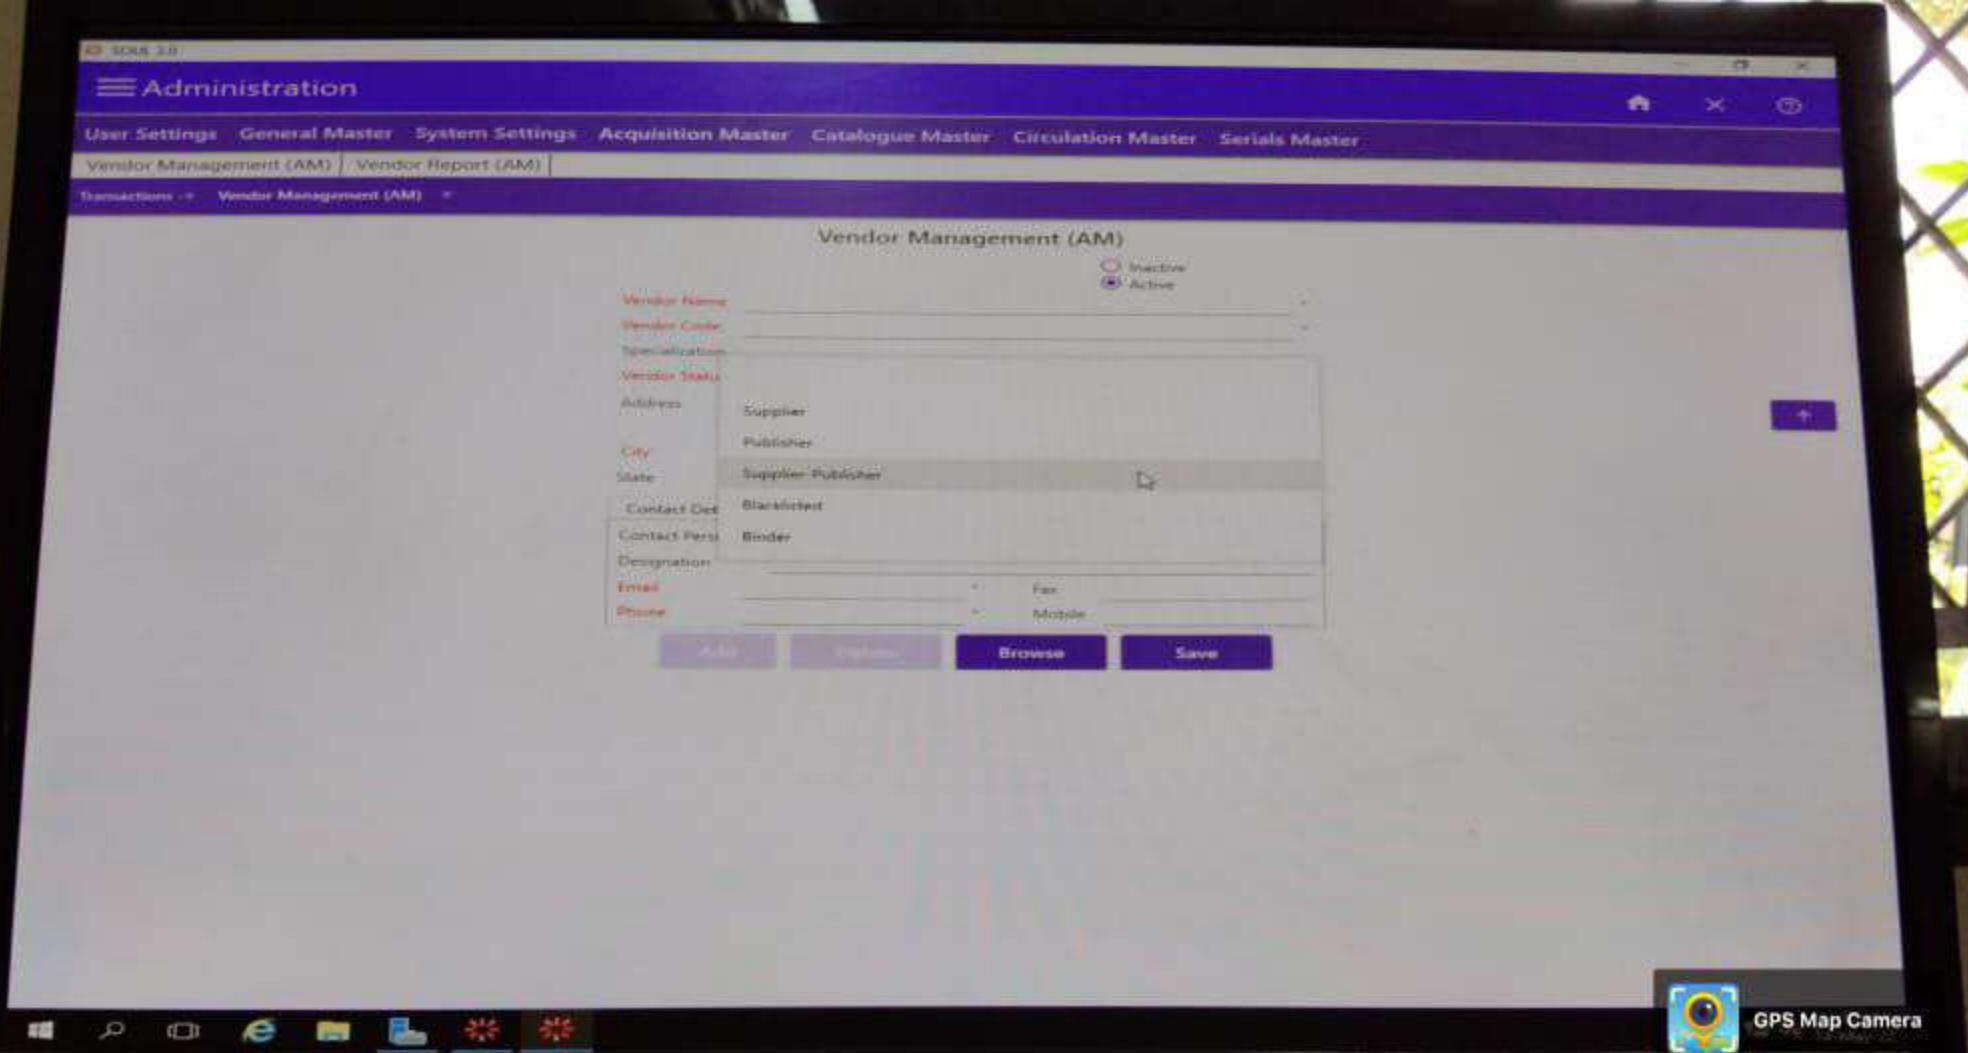 SOUL 3.0
Administration
User Settings General Master System Settings Acquisition Master Catalogue Master Circulation Master Serials Master
Vendor Management (AM) Vendor Report (AM)
Transactions -> Vendor Management (AM)
Vendor Management (AM)
Inactive
Active
Vendor Name *
Vendor Code *
Specialization
Vendor Statu
Address
Supplier
Publisher
City
State
Supplier-Publisher
Contact Det
Blacklisted
Contact Perso
Binder
Designation
Email * Fax
Phone * Mobile
Add Browse Save
GPS Map Camera